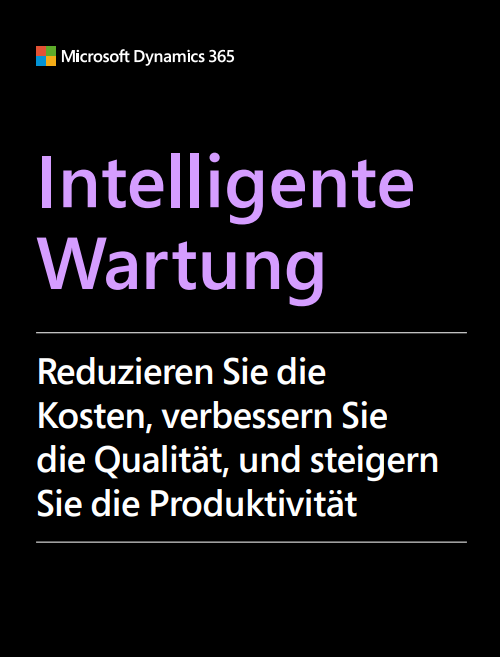 Microsoft Dynamics 365
Intelligente
Wartung
Reduzieren Sie die
Kosten, verbessern Sie
die Qualität, und steigern
Sie die Produktivität